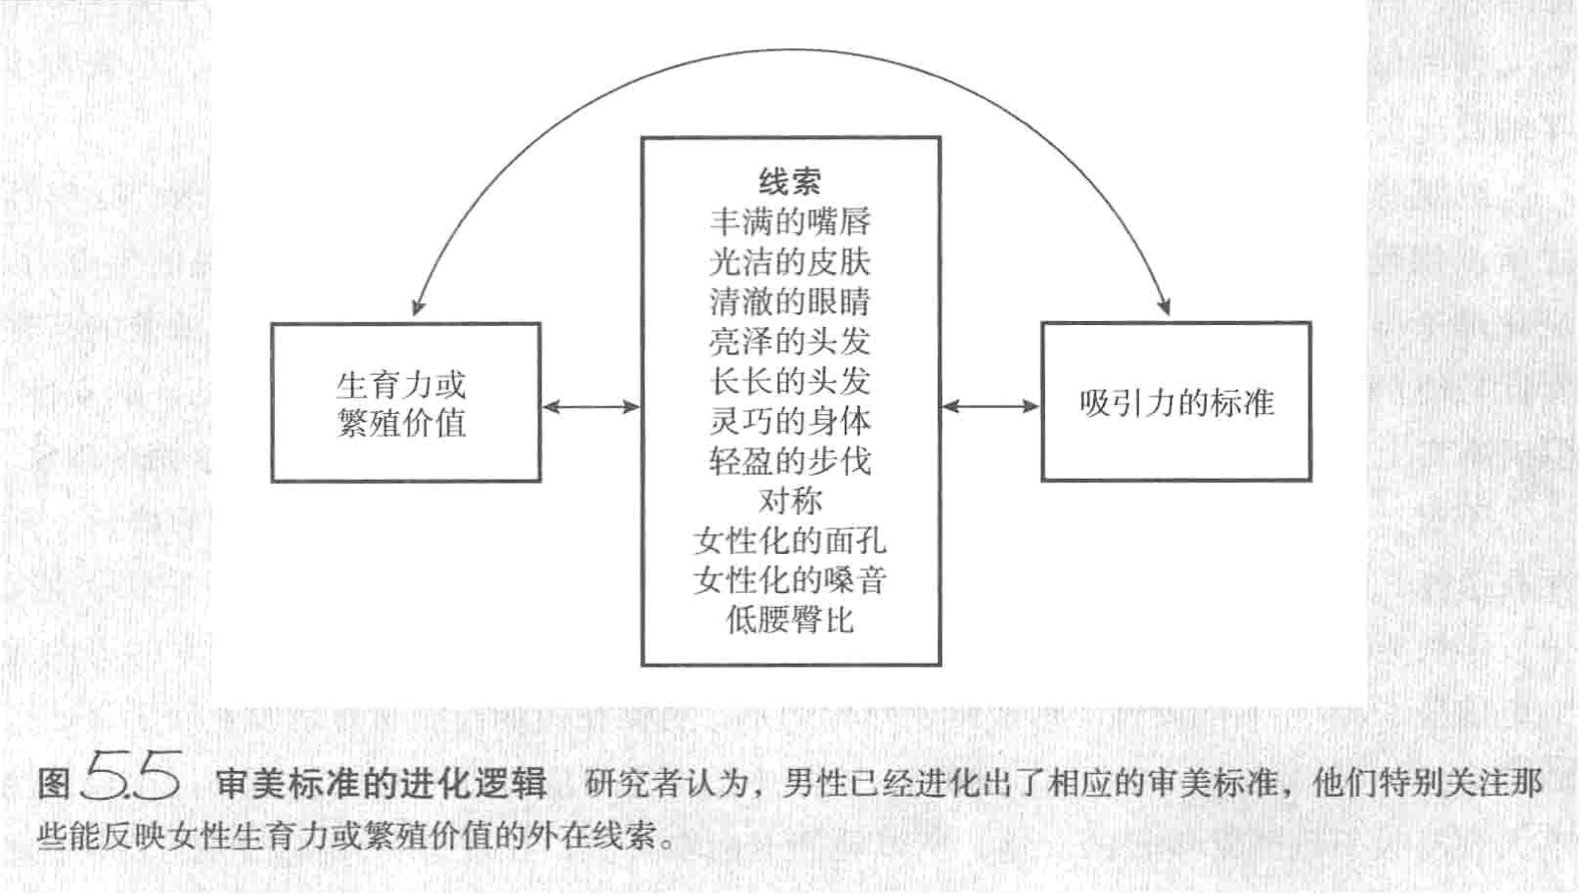 线索
丰满的嘴唇
光洁的皮肤
清澈的眼睛
亮泽的头发
长长的头发
灵巧的身体
轻盈的步伐
对称
女性化的面孔
女性化的嗓音
低腰臀比
生育力或
繁殖价值
吸引力的标准
图 5.5 审美标准的进化逻辑 研究者认为，男性已经进化出了相应的审美标准，他们特别关注那
些能反映女性生育力或繁殖价值的外在线索。